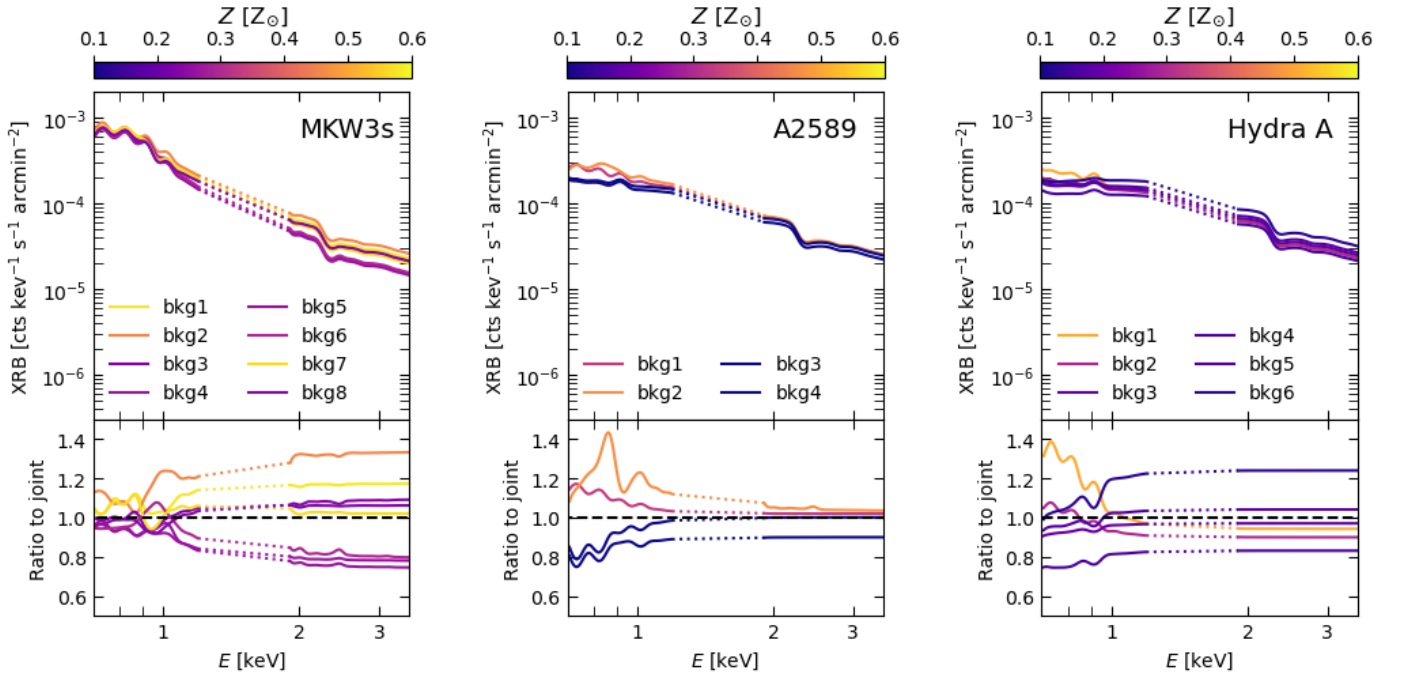 Z [Z⊙]
0.1 0.2 0.3 0.4 0.5 0.6
MKW3s
XRB [cts kev⁻¹ s⁻¹ arcmin⁻²]
10⁻³
10⁻⁴
10⁻⁵
10⁻⁶
bkg1 bkg5
bkg2 bkg6
bkg3 bkg7
bkg4 bkg8
Ratio to joint
1.4
1.2
1.0
0.8
0.6
1 2 3
E [keV]
Z [Z⊙]
0.1 0.2 0.3 0.4 0.5 0.6
A2589
XRB [cts kev⁻¹ s⁻¹ arcmin⁻²]
10⁻³
10⁻⁴
10⁻⁵
10⁻⁶
bkg1 bkg3
bkg2 bkg4
Ratio to joint
1.4
1.2
1.0
0.8
0.6
1 2 3
E [keV]
Z [Z⊙]
0.1 0.2 0.3 0.4 0.5 0.6
Hydra A
XRB [cts kev⁻¹ s⁻¹ arcmin⁻²]
10⁻³
10⁻⁴
10⁻⁵
10⁻⁶
bkg1 bkg4
bkg2 bkg5
bkg3 bkg6
Ratio to joint
1.4
1.2
1.0
0.8
0.6
1 2 3
E [keV]